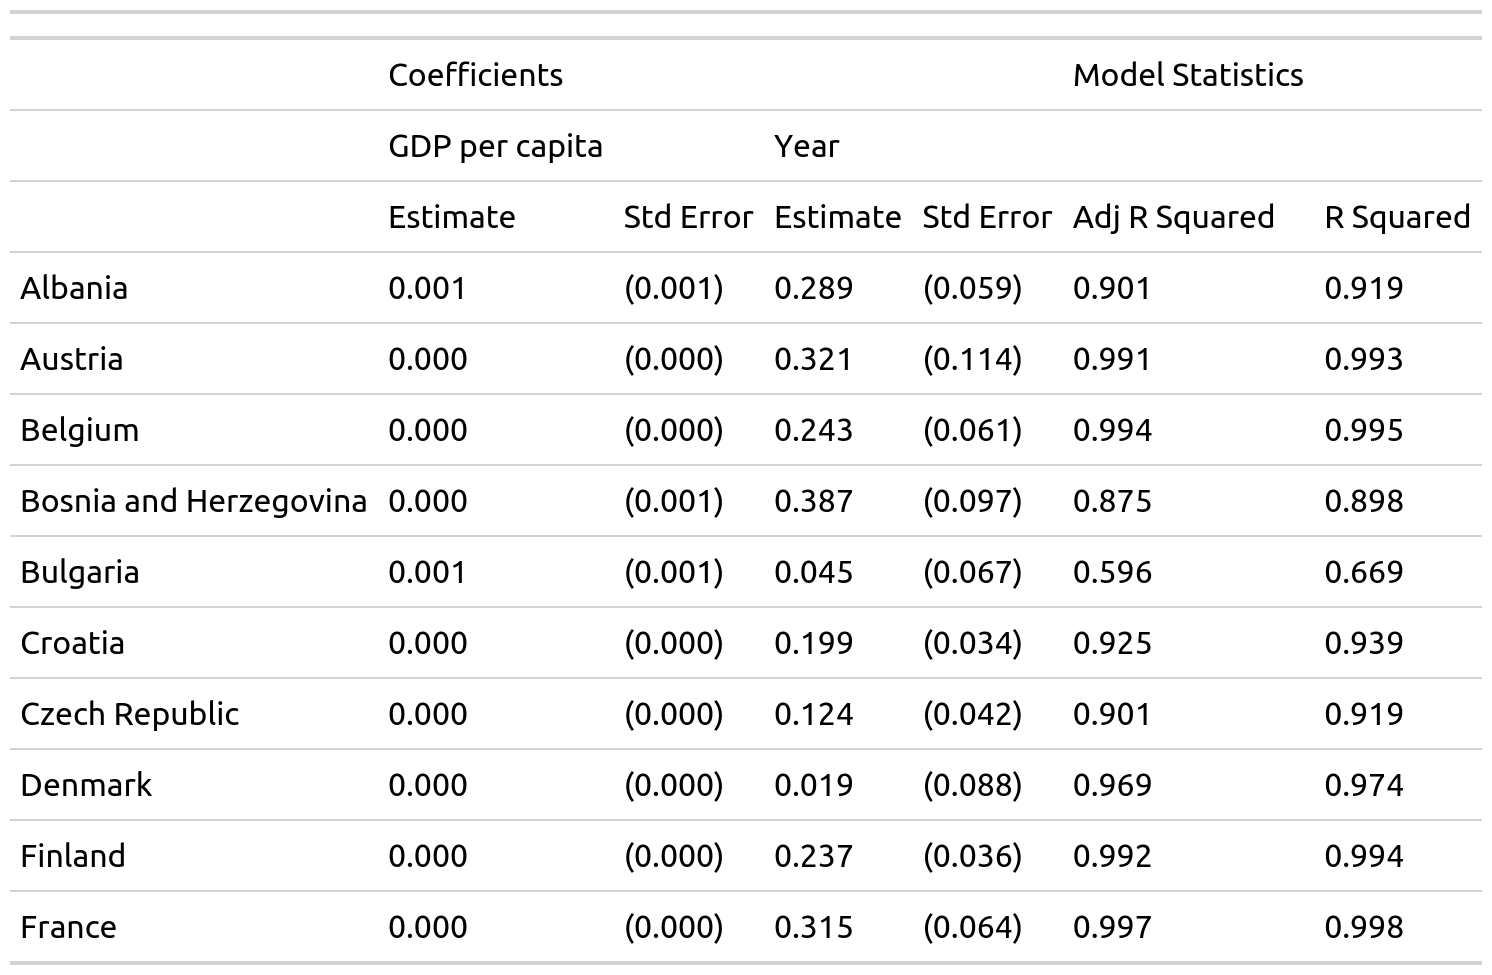 Coefficients Model Statistics
GDP per capita Year
Estimate Std Error Estimate Std Error Adj R Squared R Squared
Albania 0.001 (0.001) 0.289 (0.059) 0.901 0.919
Austria 0.000 (0.000) 0.321 (0.114) 0.991 0.993
Belgium 0.000 (0.000) 0.243 (0.061) 0.994 0.995
Bosnia and Herzegovina 0.000 (0.001) 0.387 (0.097) 0.875 0.898
Bulgaria 0.001 (0.001) 0.045 (0.067) 0.596 0.669
Croatia 0.000 (0.000) 0.199 (0.034) 0.925 0.939
Czech Republic 0.000 (0.000) 0.124 (0.042) 0.901 0.919
Denmark 0.000 (0.000) 0.019 (0.088) 0.969 0.974
Finland 0.000 (0.000) 0.237 (0.036) 0.992 0.994
France 0.000 (0.000) 0.315 (0.064) 0.997 0.998